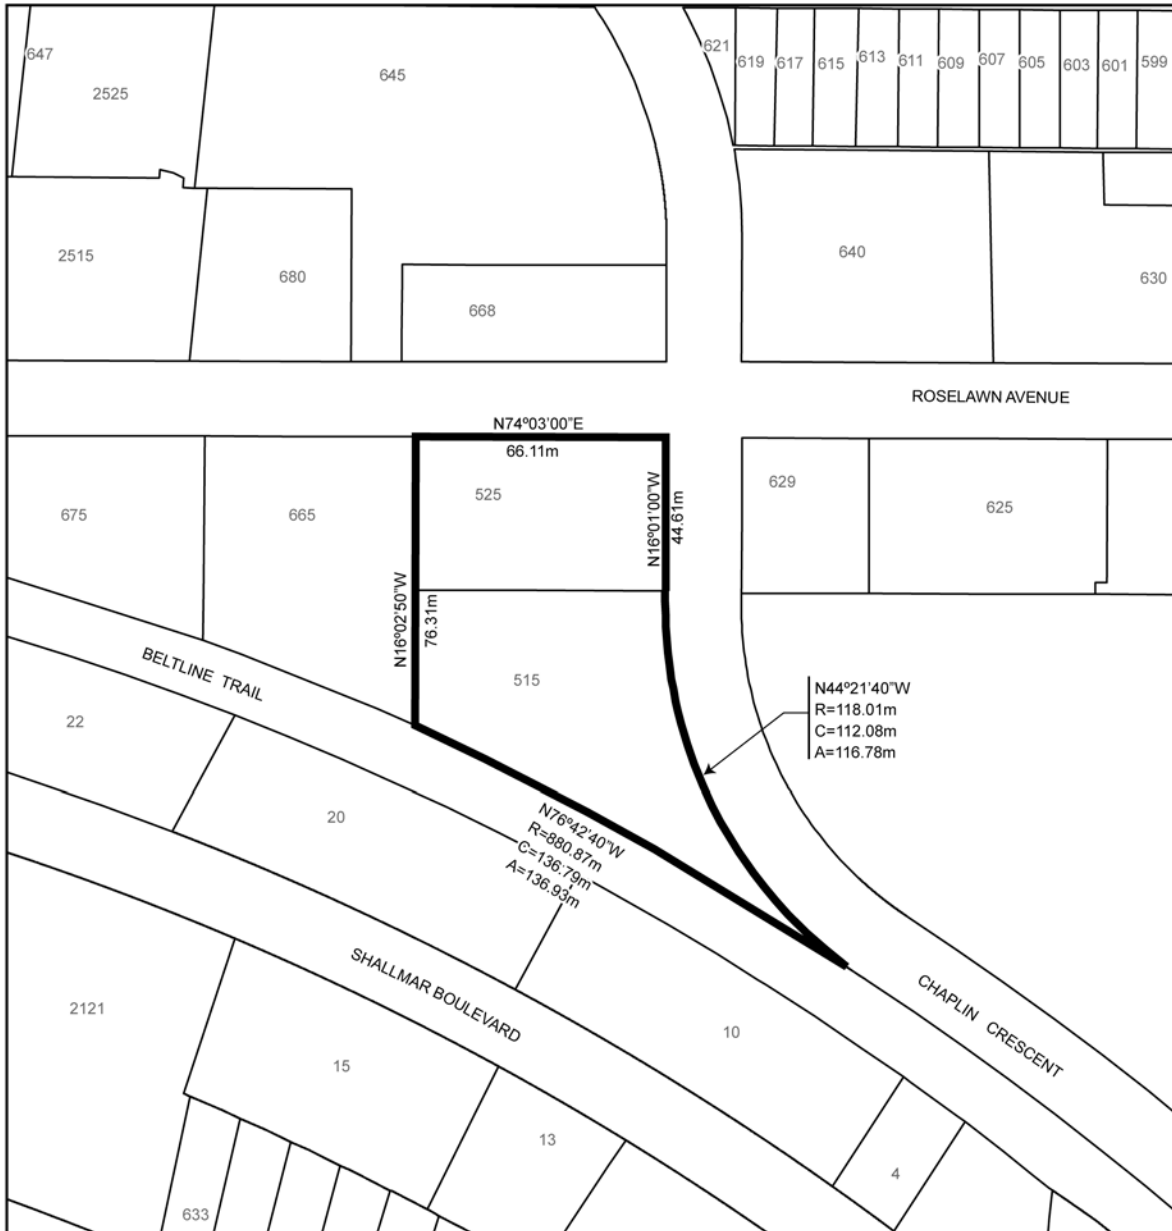 647
2525
645
621
619
617
615
613
611
609
607
605
603
601
599
2515
680
668
640
630
ROSELAWN AVENUE
N74º03'00"E
66.11m
675
665
525
N16º01'00"W
44.61m
629
625
N16º02'50"W
76.31m
515
BELTLINE TRAIL
N44º21'40"W
R=118.01m
C=112.08m
A=116.78m
22
20
N76º42'40"W
R=880.87m
C=136.79m
A=136.93m
SHALLMAR BOULEVARD
CHAPLIN CRESCENT
2121
15
10
13
4
633